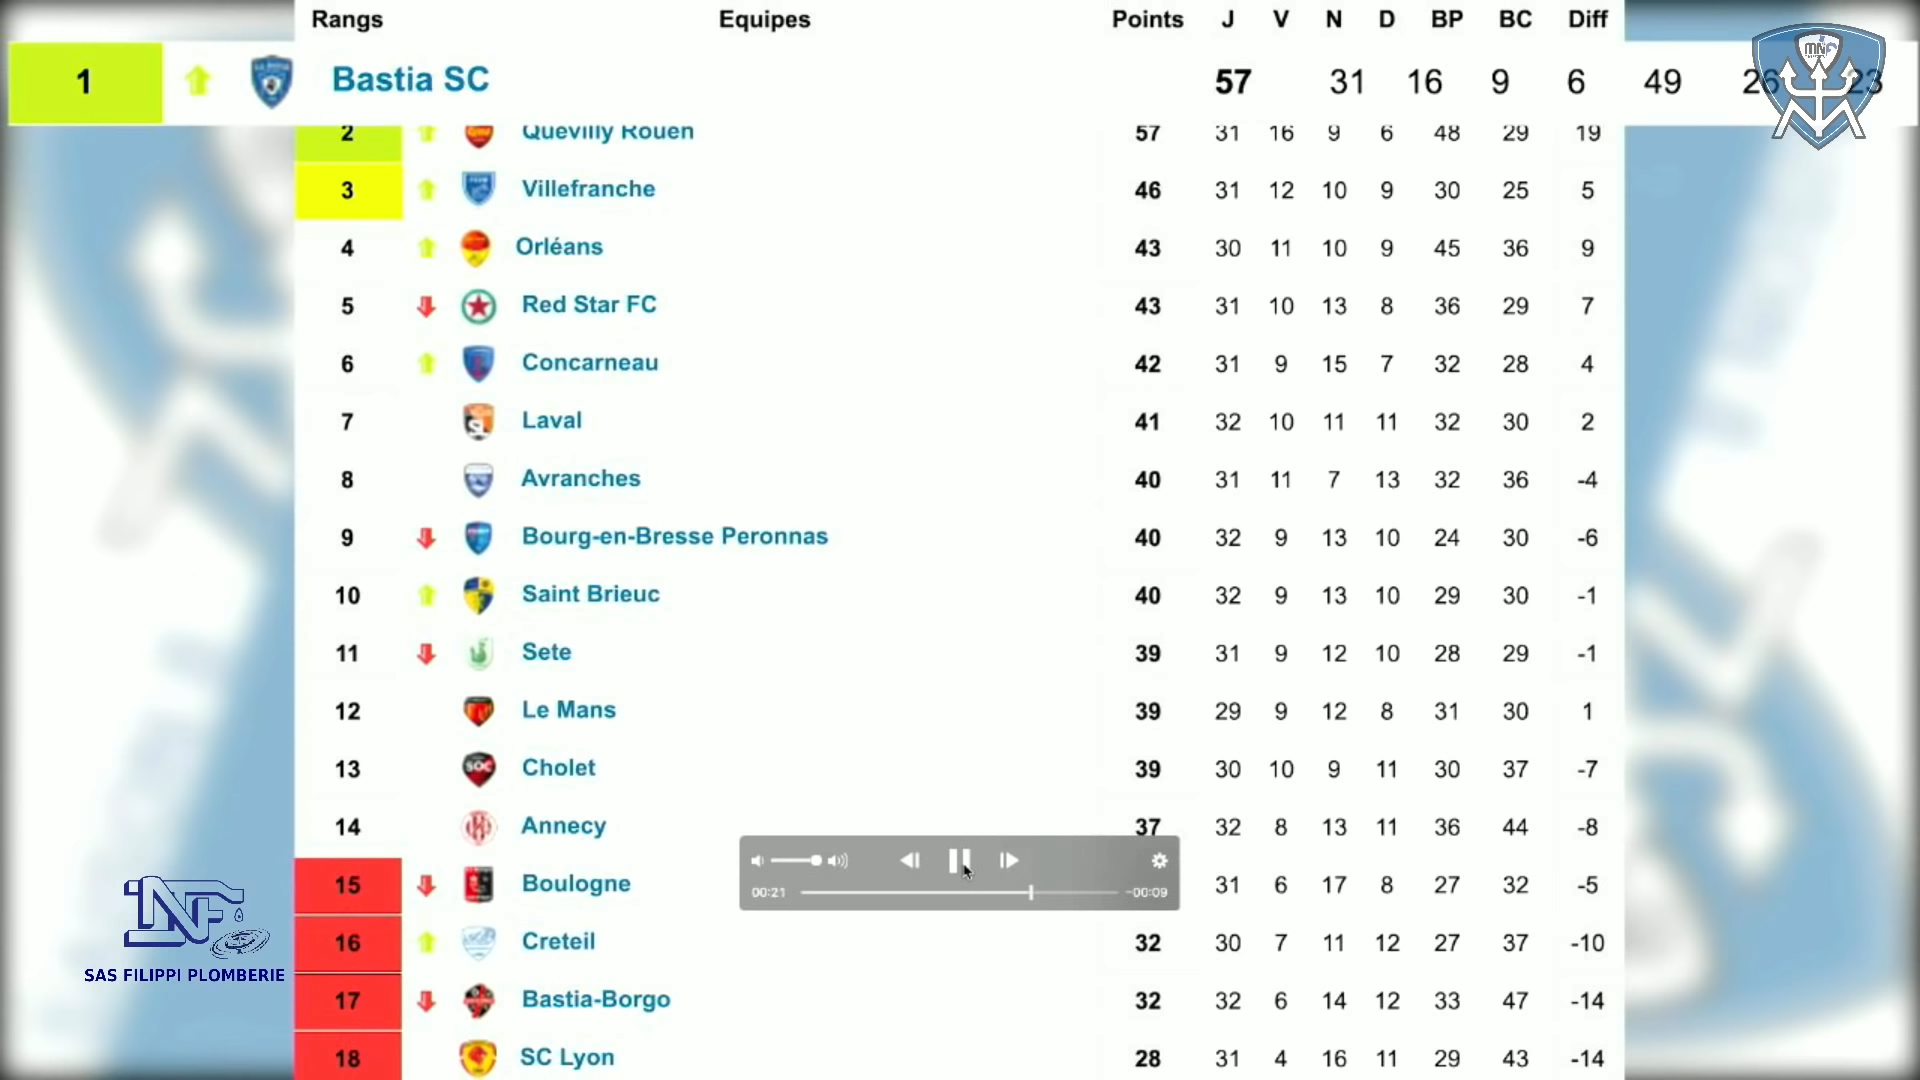 Rangs Equipes Points J V N D BP BC Diff
1 Bastia SC 57 31 16 9 6 49 26 23
2 Quevilly Rouen 57 31 16 9 6 48 29 19
3 Villefranche 46 31 12 10 9 30 25 5
4 Orléans 43 30 11 10 9 45 36 9
5 Red Star FC 43 31 10 13 8 36 29 7
6 Concarneau 42 31 9 15 7 32 28 4
7 Laval 41 32 10 11 11 32 30 2
8 Avranches 40 31 11 7 13 32 36 -4
9 Bourg-en-Bresse Peronnas 40 32 9 13 10 24 30 -6
10 Saint Brieuc 40 32 9 13 10 29 30 -1
11 Sete 39 31 9 12 10 28 29 -1
12 Le Mans 39 29 9 12 8 31 30 1
13 Cholet 39 30 10 9 11 30 37 -7
14 Annecy 37 32 8 13 11 36 44 -8
15 Boulogne 31 6 17 8 27 32 -5
16 Creteil 32 30 7 11 12 27 37 -10
17 Bastia-Borgo 32 32 6 14 12 33 47 -14
18 SC Lyon 28 31 4 16 11 29 43 -14
00:21 -00:09
NF
SAS FILIPPI PLOMBERIE